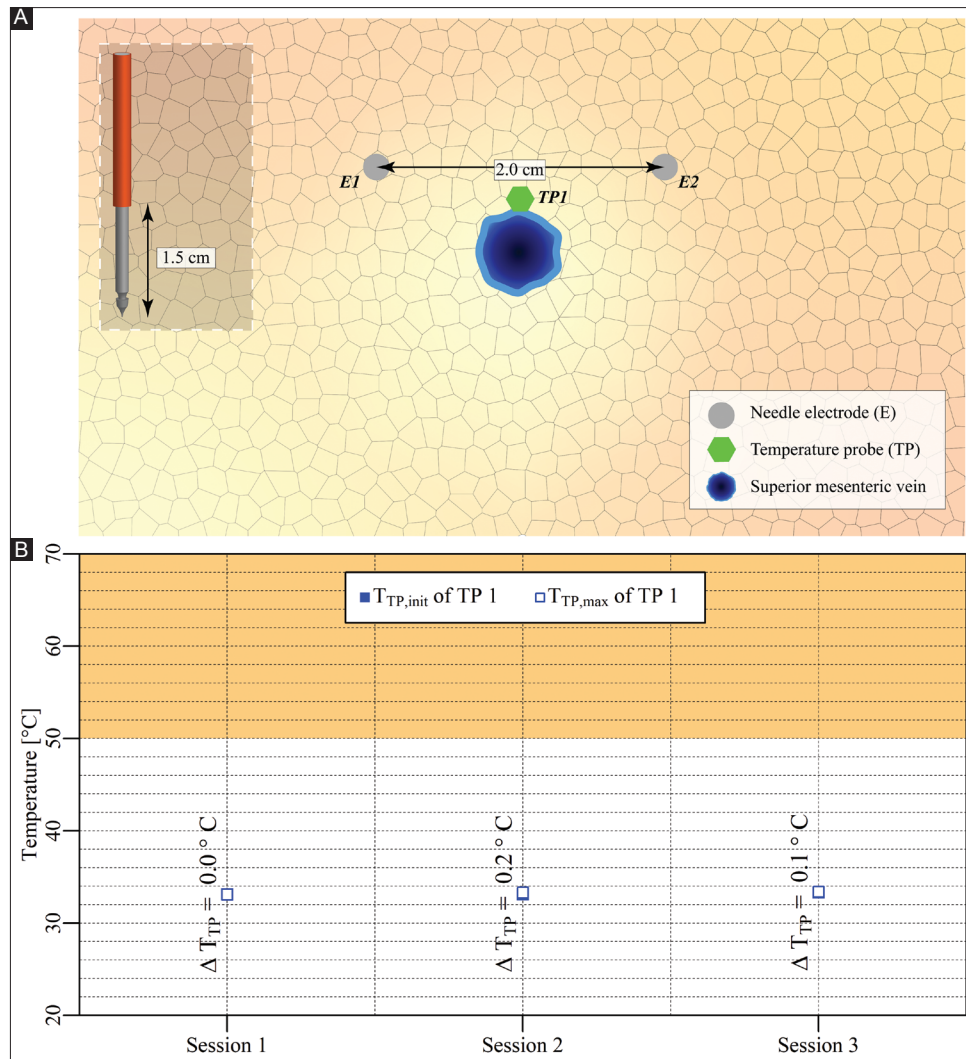 A
E1
2.0 cm
E2
TP1
1.5 cm
Needle electrode (E)
Temperature probe (TP)
Superior mesenteric vein
B
T_TP,init of TP 1
T_TP,max of TP 1
Temperature [°C]
70
60
50
40
30
20
Δ T_TP = 0.0 ° C
Δ T_TP = 0.2 ° C
Δ T_TP = 0.1 ° C
Session 1
Session 2
Session 3